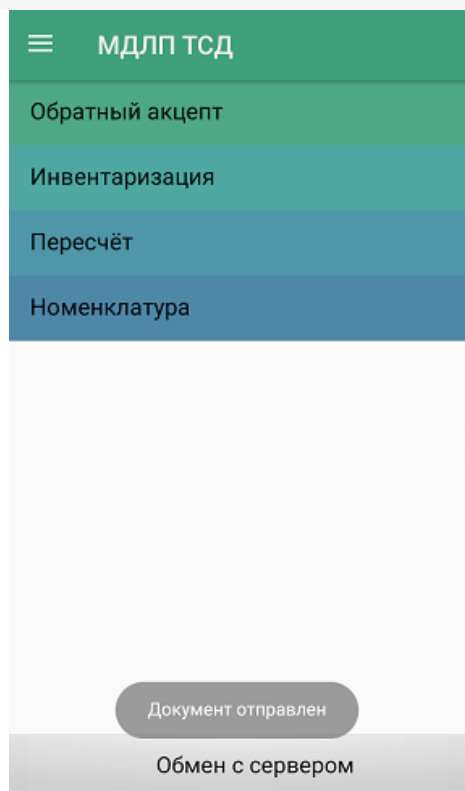 МДЛП ТСД
Обратный акцепт
Инвентаризация
Пересчёт
Номенклатура
Документ отправлен
Обмен с сервером